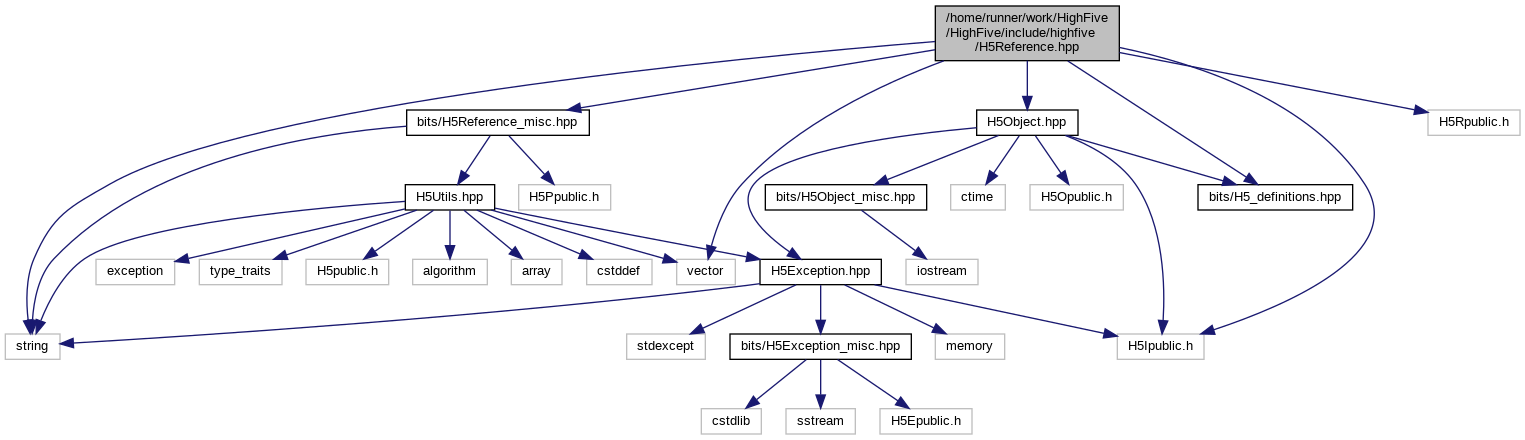 /home/runner/work/HighFive
/HighFive/include/highfive
/H5Reference.hpp
bits/H5Reference_misc.hpp
H5Object.hpp
H5Rpublic.h
H5Utils.hpp
H5Ppublic.h
bits/H5Object_misc.hpp
ctime
H5Opublic.h
bits/H5_definitions.hpp
exception
type_traits
H5public.h
algorithm
array
cstddef
vector
H5Exception.hpp
iostream
string
stdexcept
bits/H5Exception_misc.hpp
memory
H5Ipublic.h
cstdlib
sstream
H5Epublic.h